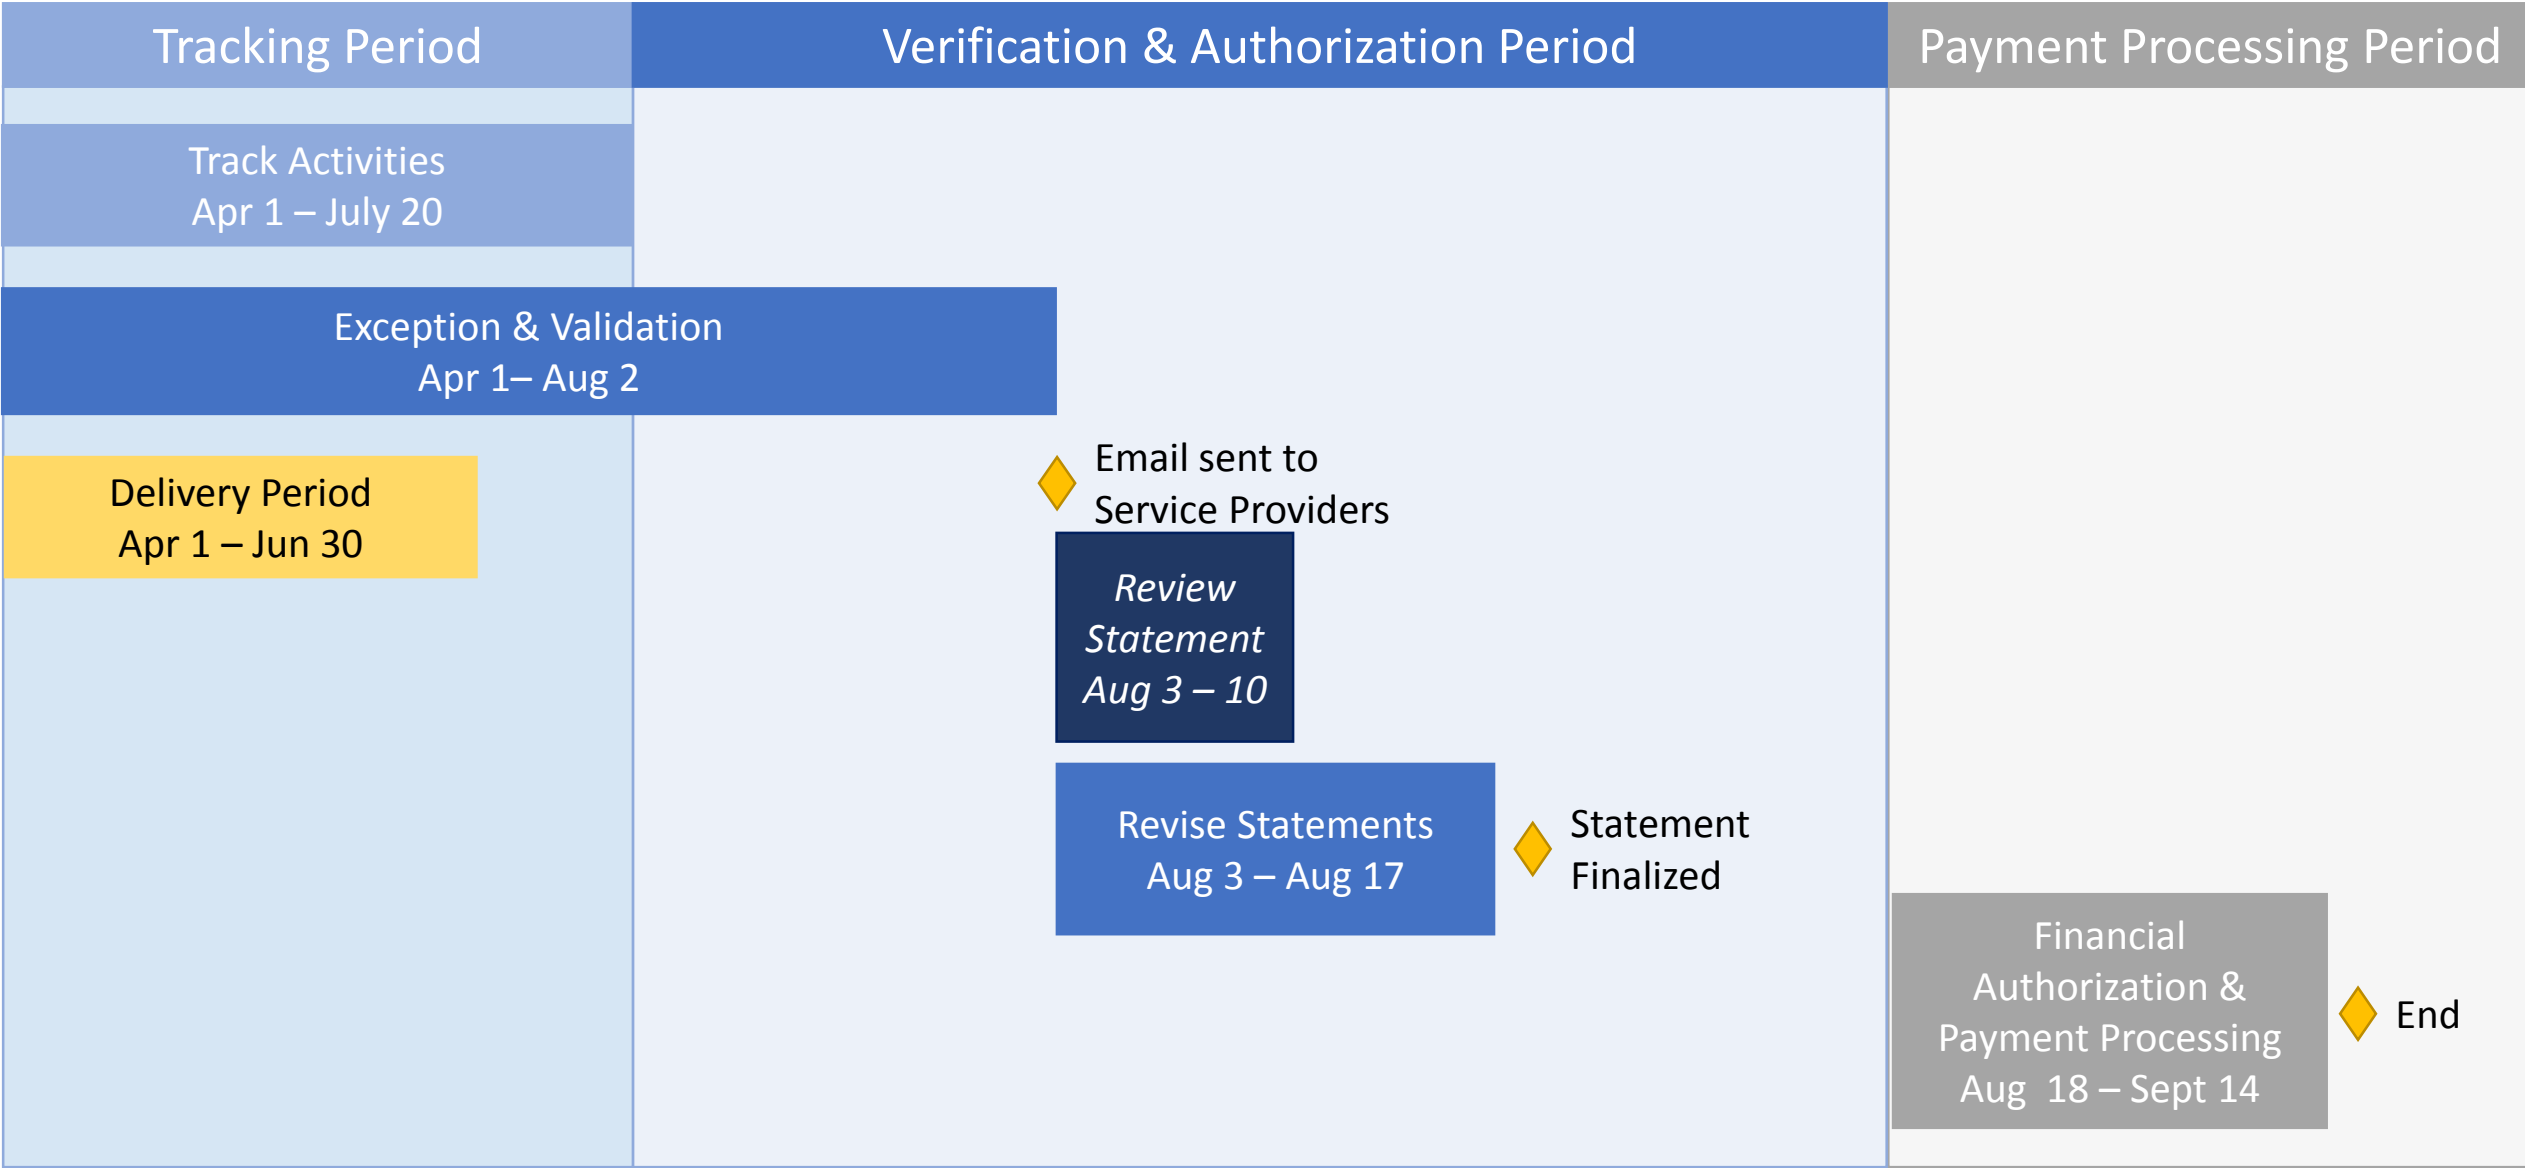 Tracking Period
Verification & Authorization Period
Payment Processing Period
Track Activities
Apr 1 – July 20
Exception & Validation
Apr 1– Aug 2
Delivery Period
Apr 1 – Jun 30
Email sent to
Service Providers
Review
Statement
Aug 3 – 10
Revise Statements
Aug 3 – Aug 17
Statement
Finalized
Financial
Authorization &
Payment Processing
Aug  18 – Sept 14
End